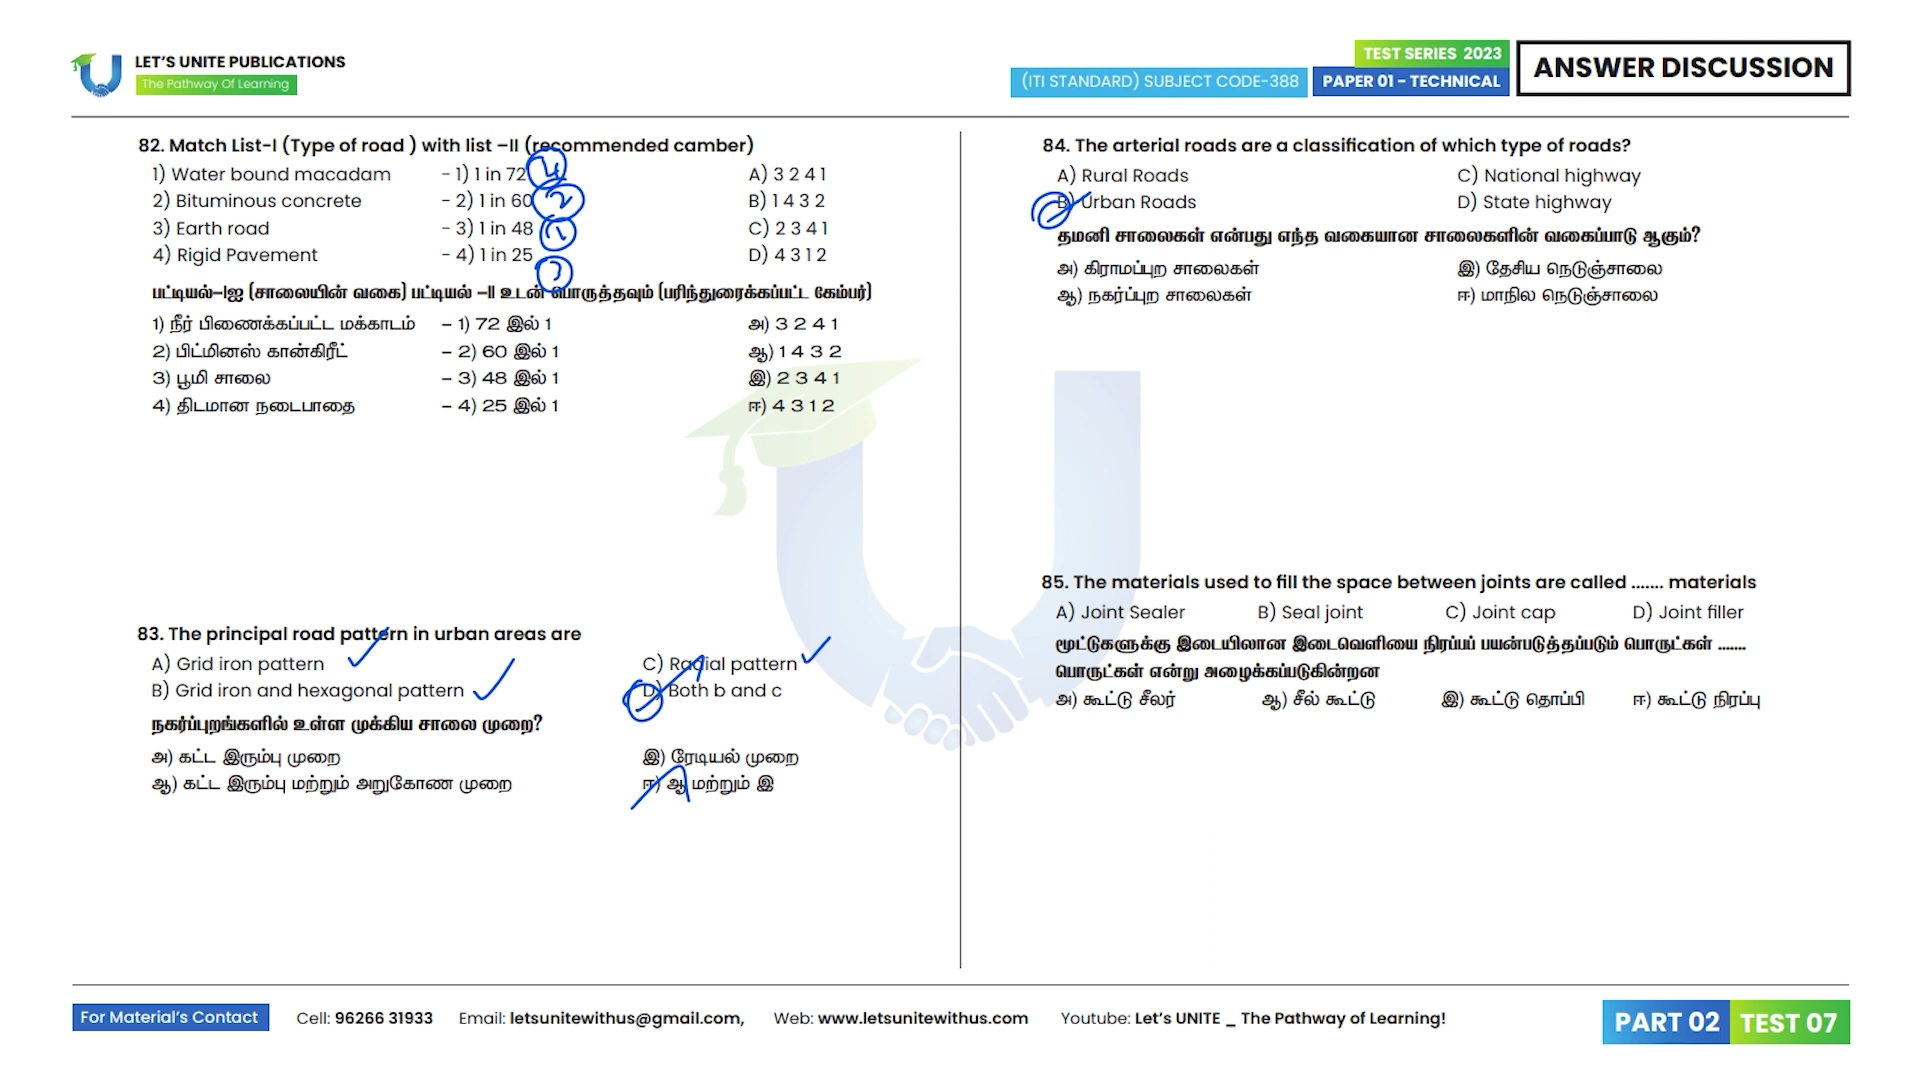 LET'S UNITE PUBLICATIONS
The Pathway Of Learning
TEST SERIES 2023
(ITI STANDARD) SUBJECT CODE-388
PAPER 01 - TECHNICAL
ANSWER DISCUSSION
82. Match List-I (Type of road ) with list –II (recommended camber)
1) Water bound macadam - 1) 1 in 72 4 A) 3 2 4 1
2) Bituminous concrete - 2) 1 in 60 2 B) 1 4 3 2
3) Earth road - 3) 1 in 48 1 C) 2 3 4 1
4) Rigid Pavement - 4) 1 in 25 D) 4 3 1 2
பட்டியல்–Iஐ (சாலையின் வகை) பட்டியல் –II உடன் பொருத்தவும் (பரிந்துரைக்கப்பட்ட கேம்பர்)
1) நீர் பிணைக்கப்பட்ட மக்காடம் – 1) 72 இல் 1 அ) 3 2 4 1
2) பிட்மினஸ் கான்கிரீட் – 2) 60 இல் 1 ஆ) 1 4 3 2
3) பூமி சாலை – 3) 48 இல் 1 இ) 2 3 4 1
4) திடமான நடைபாதை – 4) 25 இல் 1 ஈ) 4 3 1 2
83. The principal road pattern in urban areas are
A) Grid iron pattern C) Radial pattern
B) Grid iron and hexagonal pattern D) Both b and c
நகர்ப்புறங்களில் உள்ள முக்கிய சாலை முறை?
அ) கட்ட இரும்பு முறை இ) ரேடியல் முறை
ஆ) கட்ட இரும்பு மற்றும் அறுகோண முறை ஈ) ஆ மற்றும் இ
84. The arterial roads are a classification of which type of roads?
A) Rural Roads C) National highway
B) Urban Roads D) State highway
தமனி சாலைகள் என்பது எந்த வகையான சாலைகளின் வகைப்பாடு ஆகும்?
அ) கிராமப்புற சாலைகள் இ) தேசிய நெடுஞ்சாலை
ஆ) நகர்ப்புற சாலைகள் ஈ) மாநில நெடுஞ்சாலை
85. The materials used to fill the space between joints are called ....... materials
A) Joint Sealer B) Seal joint C) Joint cap D) Joint filler
மூட்டுகளுக்கு இடையிலான இடைவெளியை நிரப்பப் பயன்படுத்தப்படும் பொருட்கள் .......
பொருட்கள் என்று அழைக்கப்படுகின்றன
அ) கூட்டு சீலர் ஆ) சீல் கூட்டு இ) கூட்டு தொப்பி ஈ) கூட்டு நிரப்பு
For Material's Contact Cell: 96266 31933 Email: letsunitewithus@gmail.com, Web: www.letsunitewithus.com Youtube: Let's UNITE _ The Pathway of Learning!
PART 02 TEST 07